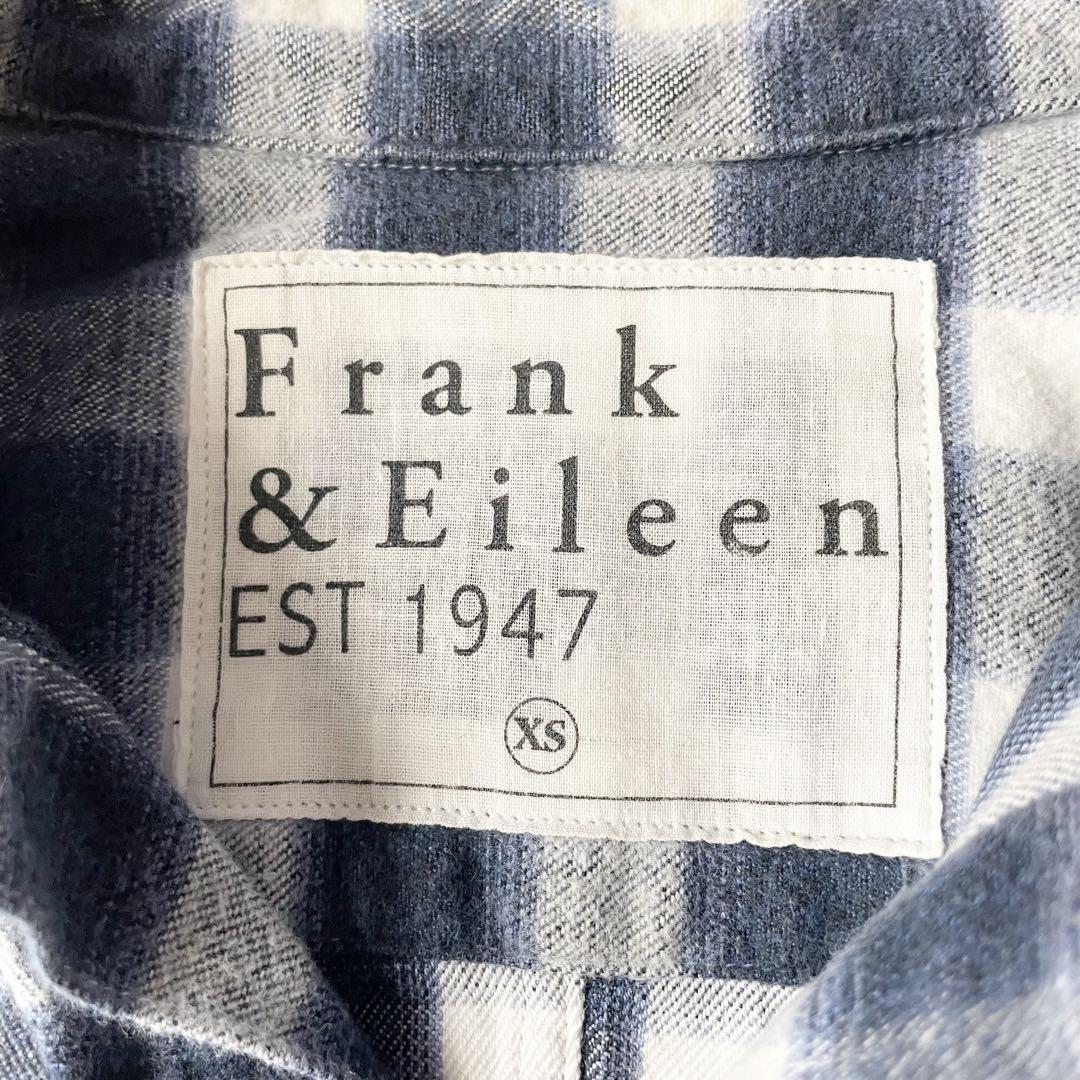 Frank
& Eileen
EST 1947
XS